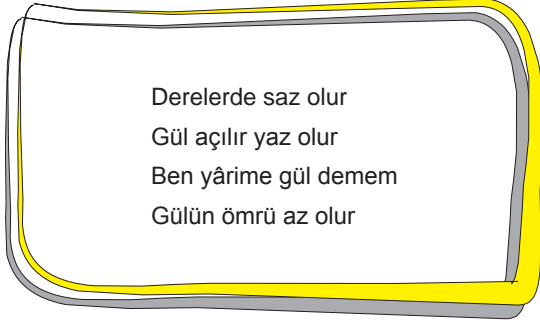 Derelerde saz olur
Gül açılır yaz olur
Ben yârime gül demem
Gülün ömrü az olur